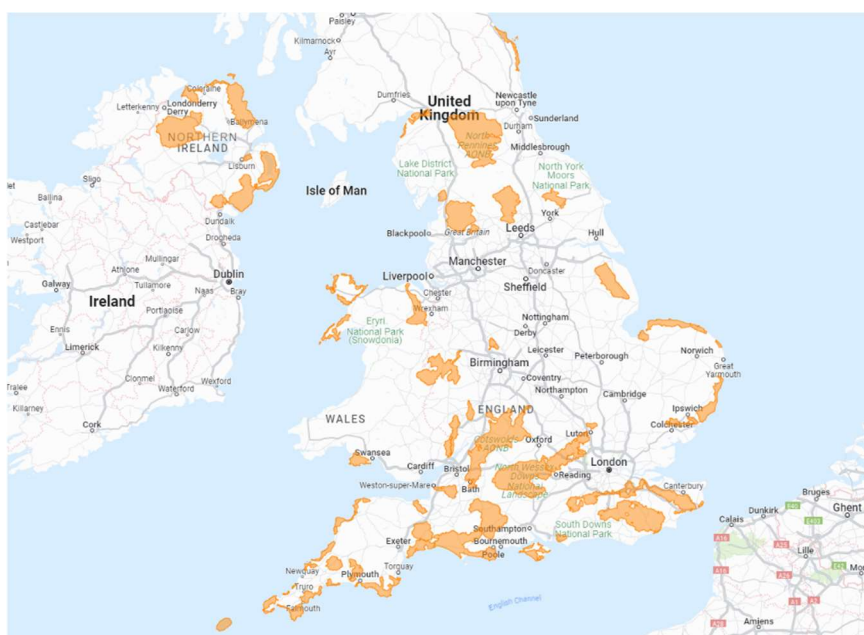 Paisley
Kilmarnock
Ayr
Coleraine
Letterkenny
Londonderry
Derry
Ballymena
NORTHERN
IRELAND
Lisburn
Dumfries
United
Kingdom
Newcastle
upon Tyne
Sunderland
North
Pennines
AONB
Durham
Middlesbrough
Lake District
National Park
North York
Moors
National Park
Isle of Man
Sligo
Ballina
Castlebar
Westport
Dundalk
Drogheda
Mullingar
Athlone
Tullamore
Dublin
Galway
Naas
Bray
Ireland
Portlaoise
Ennis
Carlow
Limerick
Kilkenny
Tralee
Clonmel
Wexford
Waterford
Killarney
Cork
York
Blackpool
Great Britain
Leeds
Hull
Manchester
Liverpool
Doncaster
Sheffield
Chester
Wrexham
Eryri
National Park
(Snowdonia)
Nottingham
Derby
Norwich
Leicester
Peterborough
Great
Yarmouth
Birmingham
Coventry
Northampton
Cambridge
WALES
ENGLAND
Ipswich
Colchester
Cotswolds
AONB
Oxford
Luton
Swansea
Cardiff
Bristol
North Wessex
Downs
National
Landscape
Reading
London
Weston-super-Mare
Bath
Canterbury
Southampton
South Downs
National Park
Exeter
Bournemouth
Poole
Newquay
Plymouth
Torquay
Truro
Falmouth
English Channel
Bruges
Calais
Dunkirk
Ghent
Lille
Amiens